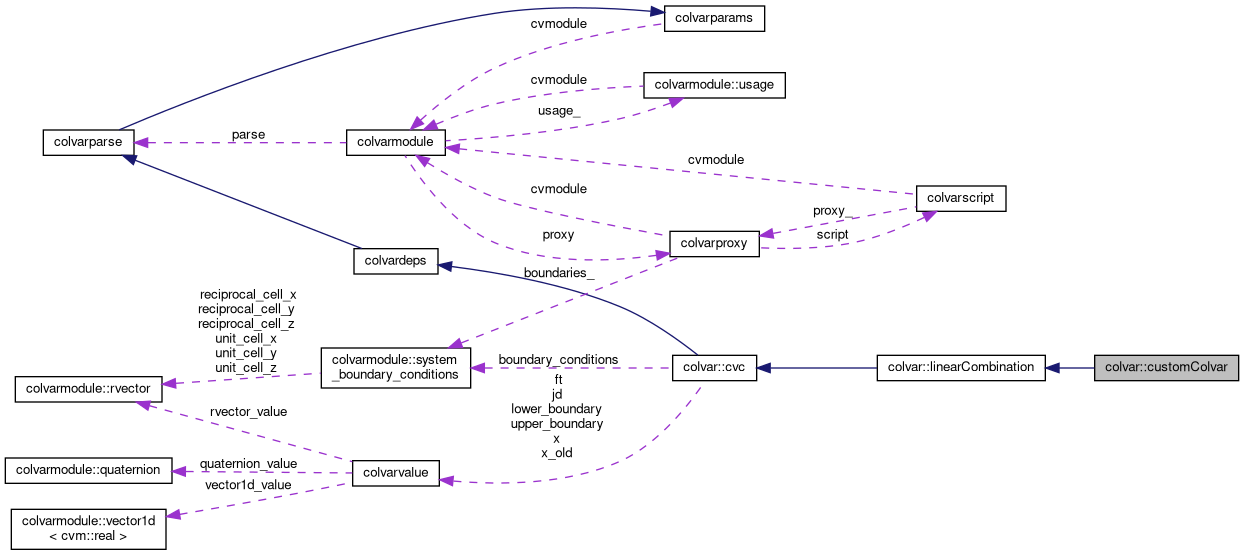 colvarparams
cvmodule
cvmodule
colvarmodule::usage
usage_
colvarparse
parse
colvarmodule
cvmodule
cvmodule
colvarscript
proxy_
script
proxy
colvarproxy
colvardeps
boundaries_
reciprocal_cell_x
reciprocal_cell_y
reciprocal_cell_z
unit_cell_x
unit_cell_y
unit_cell_z
colvarmodule::system
_boundary_conditions
boundary_conditions
colvar::cvc
colvar::linearCombination
colvar::customColvar
ft
jd
lower_boundary
upper_boundary
x
x_old
colvarmodule::rvector
rvector_value
colvarmodule::quaternion
quaternion_value
colvarvalue
vector1d_value
colvarmodule::vector1d
< cvm::real >